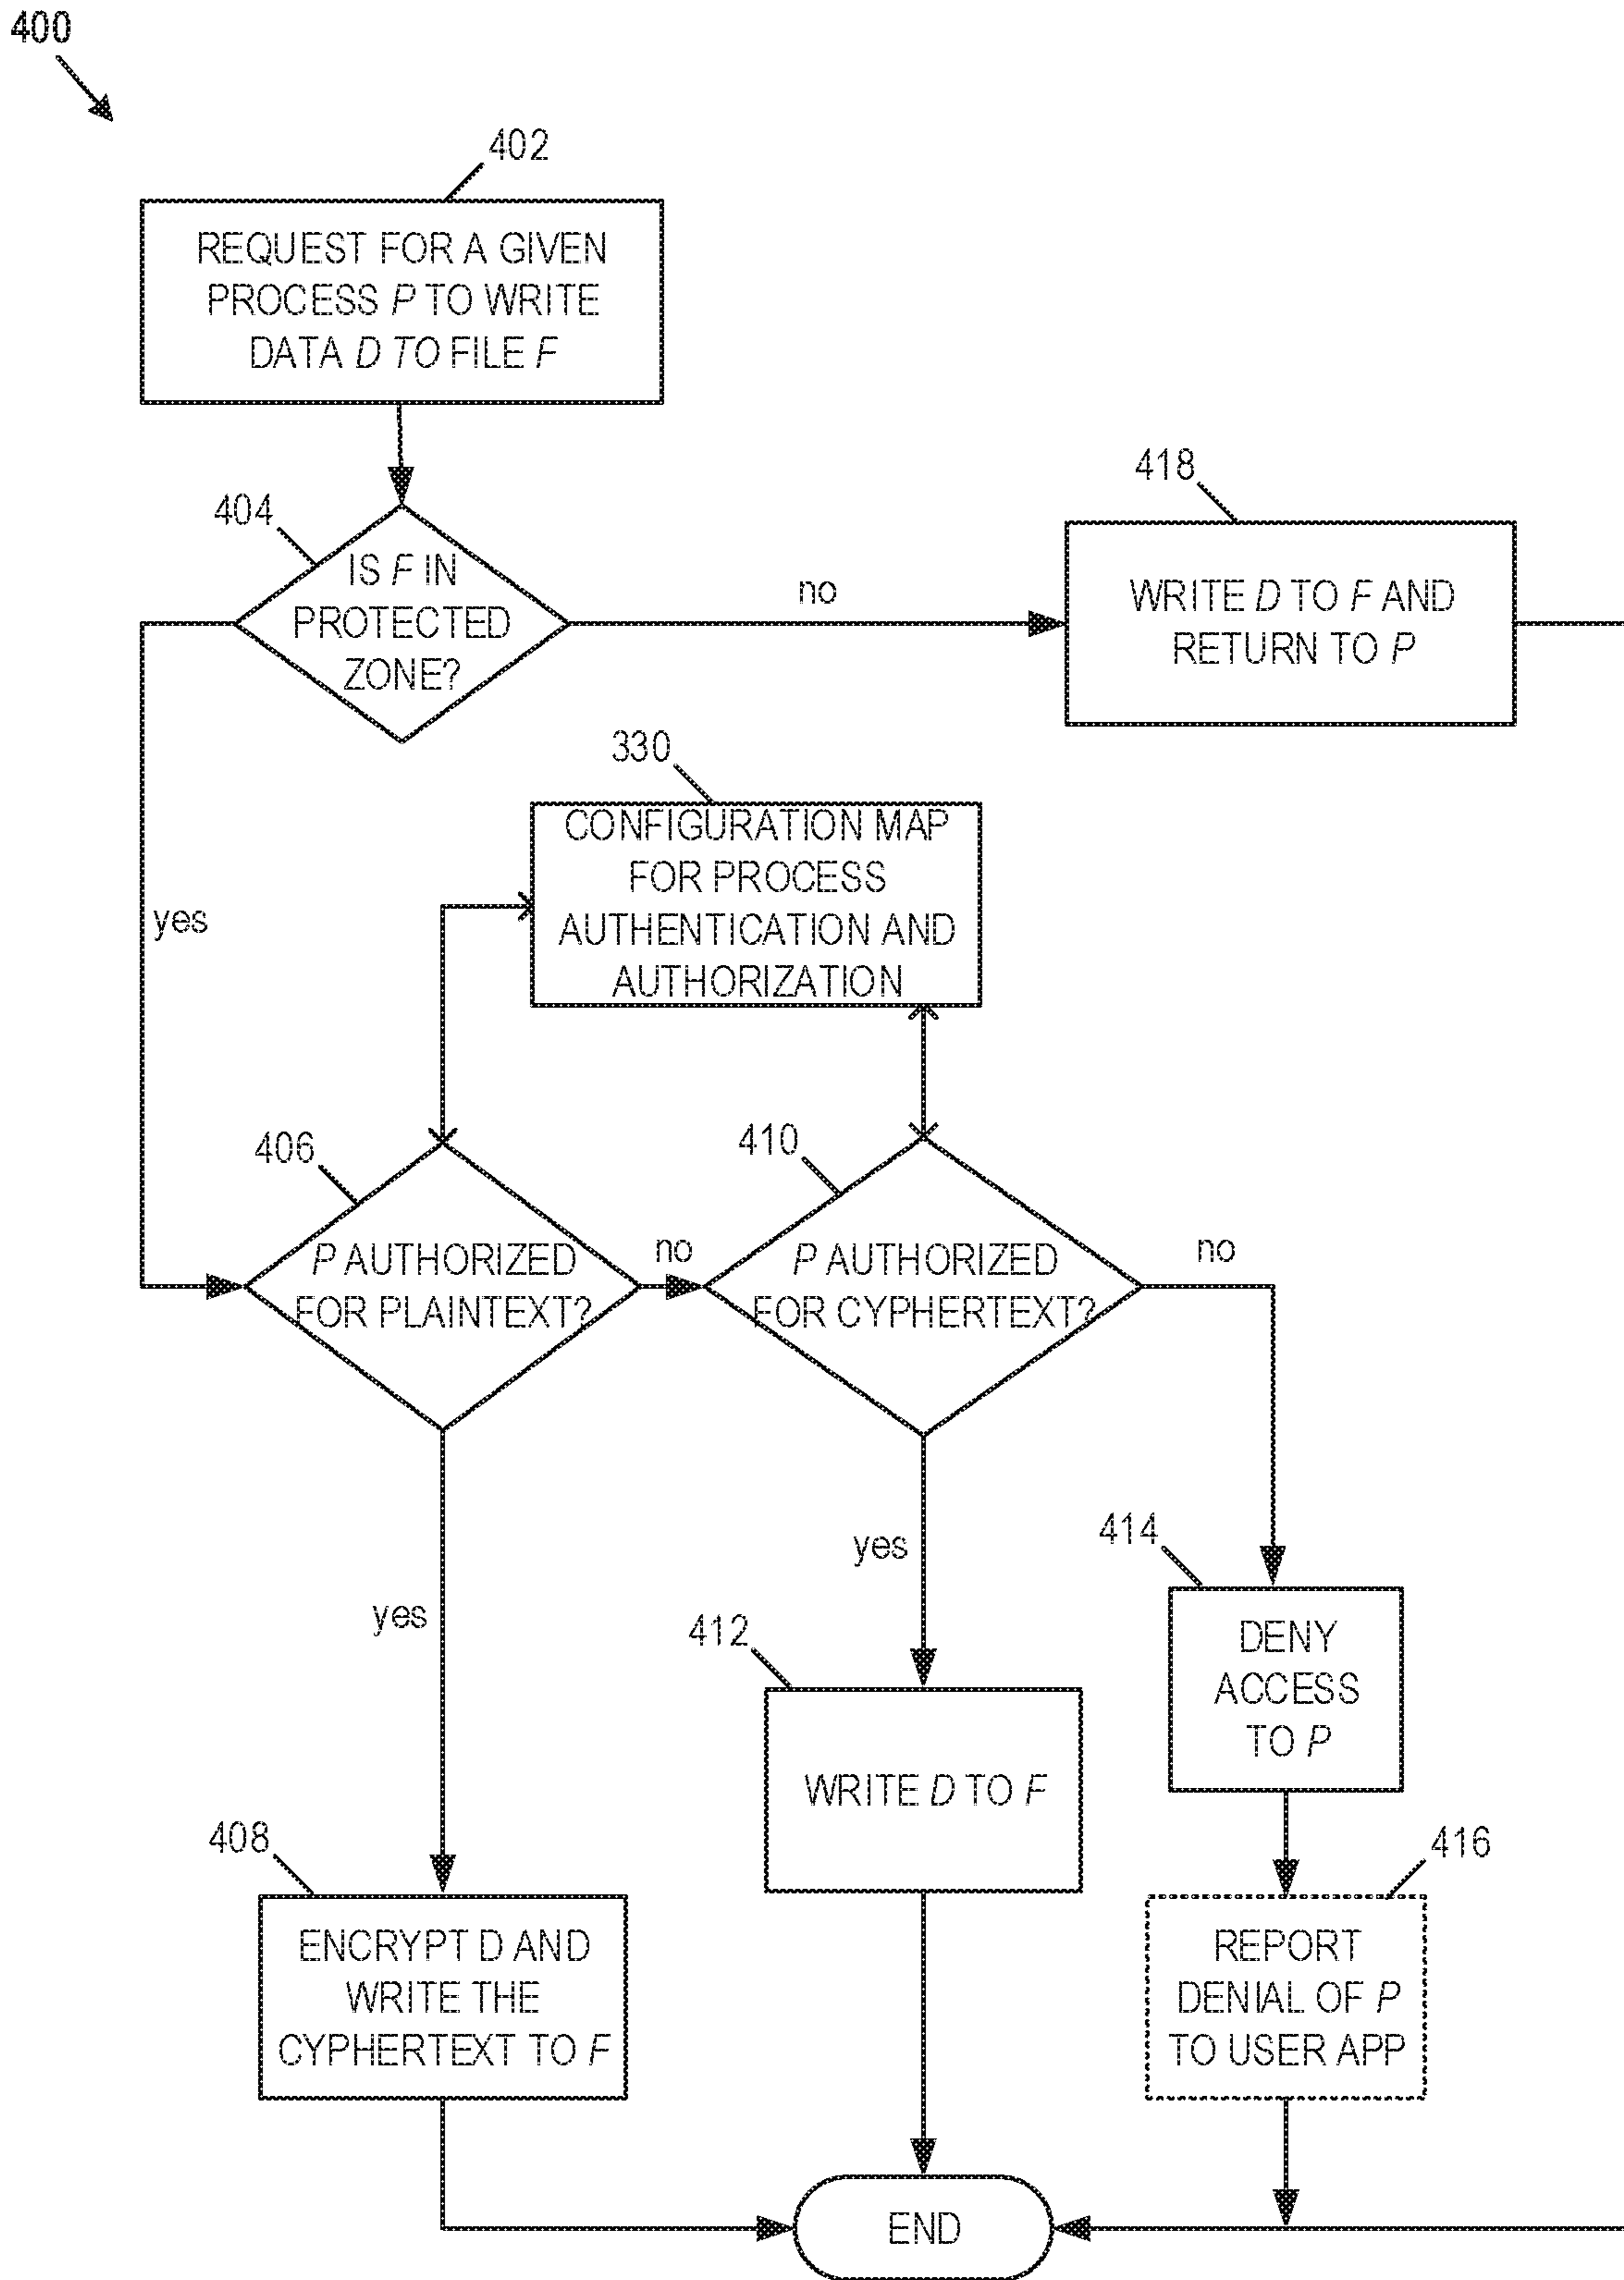 400
402
REQUEST FOR A GIVEN
PROCESS P TO WRITE
DATA D TO FILE F
404
IS F IN
PROTECTED
ZONE?
no
418
WRITE D TO F AND
RETURN TO P
yes
330
CONFIGURATION MAP
FOR PROCESS
AUTHENTICATION AND
AUTHORIZATION
406
P AUTHORIZED
FOR PLAINTEXT?
no
410
P AUTHORIZED
FOR CYPHERTEXT?
no
yes
408
ENCRYPT D AND
WRITE THE
CYPHERTEXT TO F
yes
412
WRITE D TO F
414
DENY
ACCESS
TO P
416
REPORT
DENIAL OF P
TO USER APP
END